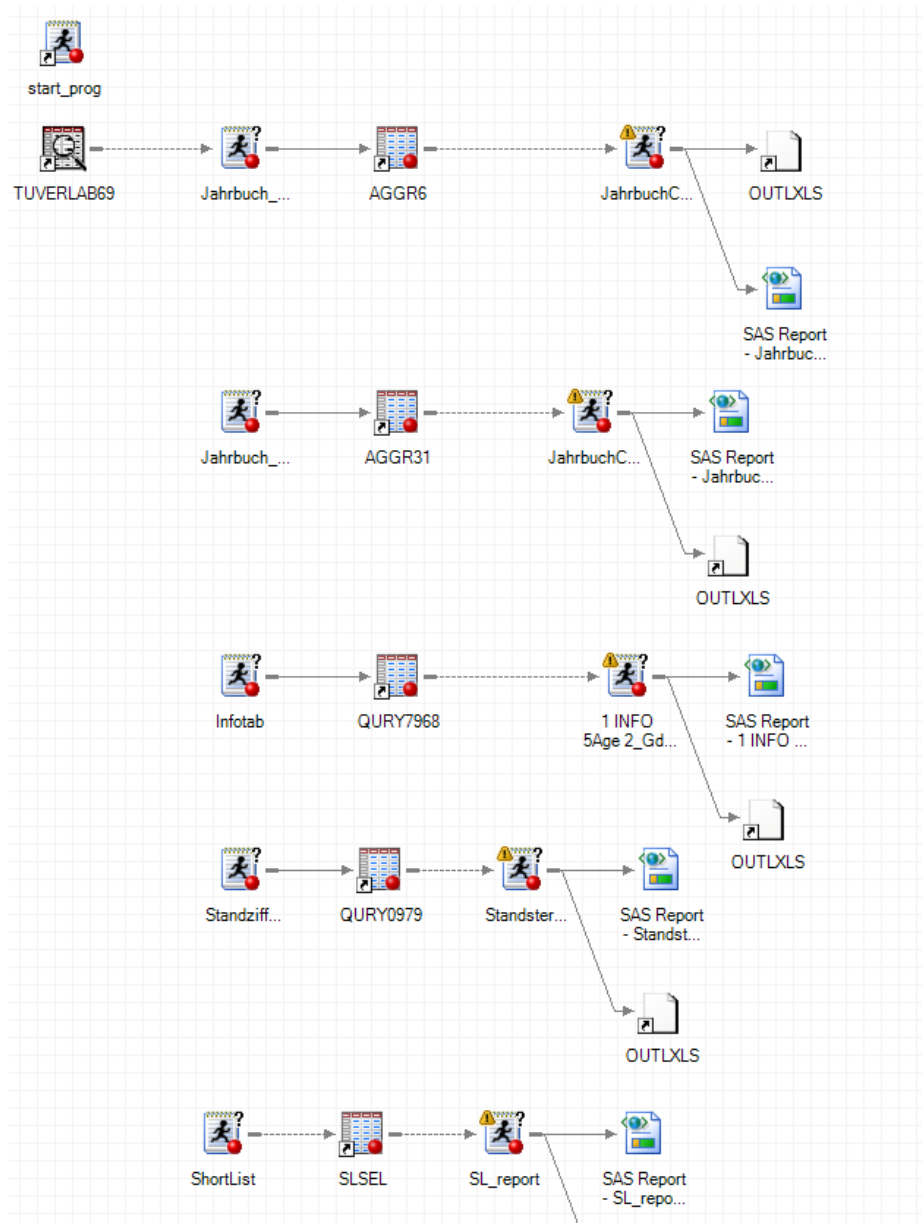 start_prog
TUVERLAB69
Jahrbuch_...
AGGR6
JahrbuchC...
OUTLXLS
SAS Report
- Jahrbuc...
Jahrbuch_...
AGGR31
JahrbuchC...
SAS Report
- Jahrbuc...
OUTLXLS
Infotab
QURY7968
1 INFO
5Age 2_Gd...
SAS Report
- 1 INFO ...
OUTLXLS
Standziff...
QURY0979
Standster...
SAS Report
- Standst...
OUTLXLS
ShortList
SLSEL
SL_report
SAS Report
- SL_repo...